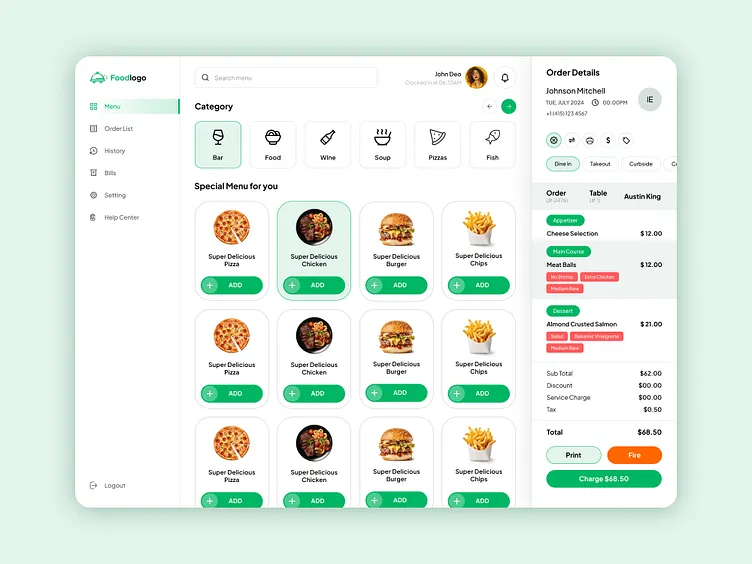 Foodlogo
Menu
Order List
History
Bills
Setting
Help Center
Logout
Search menu
John Deo
Clocked in at 06:33AM
Category
Bar
Food
Wine
Soup
Pizzas
Fish
Special Menu for you
Super Delicious
Pizza
ADD
Super Delicious
Chicken
ADD
Super Delicious
Burger
ADD
Super Delicious
Chips
ADD
Super Delicious
Pizza
ADD
Super Delicious
Chicken
ADD
Super Delicious
Burger
ADD
Super Delicious
Chips
ADD
Super Delicious
Pizza
ADD
Super Delicious
Chicken
ADD
Super Delicious
Burger
ADD
Super Delicious
Chips
ADD
Order Details
Johnson Mitchell
TUE, JULY 2024 00:00PM
+1 (415) 123 4567
IE
Dine In Takeout Curbside
Order Table Austin King
(# 0476) (# 1)
Appetizer
Cheese Selection $ 12.00
Main Course
Meat Balls $ 12.00
No Shrimp Extra Chicken
Medium Rare
Dessert
Almond Crusted Salmon $ 21.00
Salad Balsamic Vinaigrette
Medium Rare
Sub Total $62.00
Discount $00.00
Service Charge $00.00
Tax $0.50
Total $68.50
Print Fire
Charge $68.50